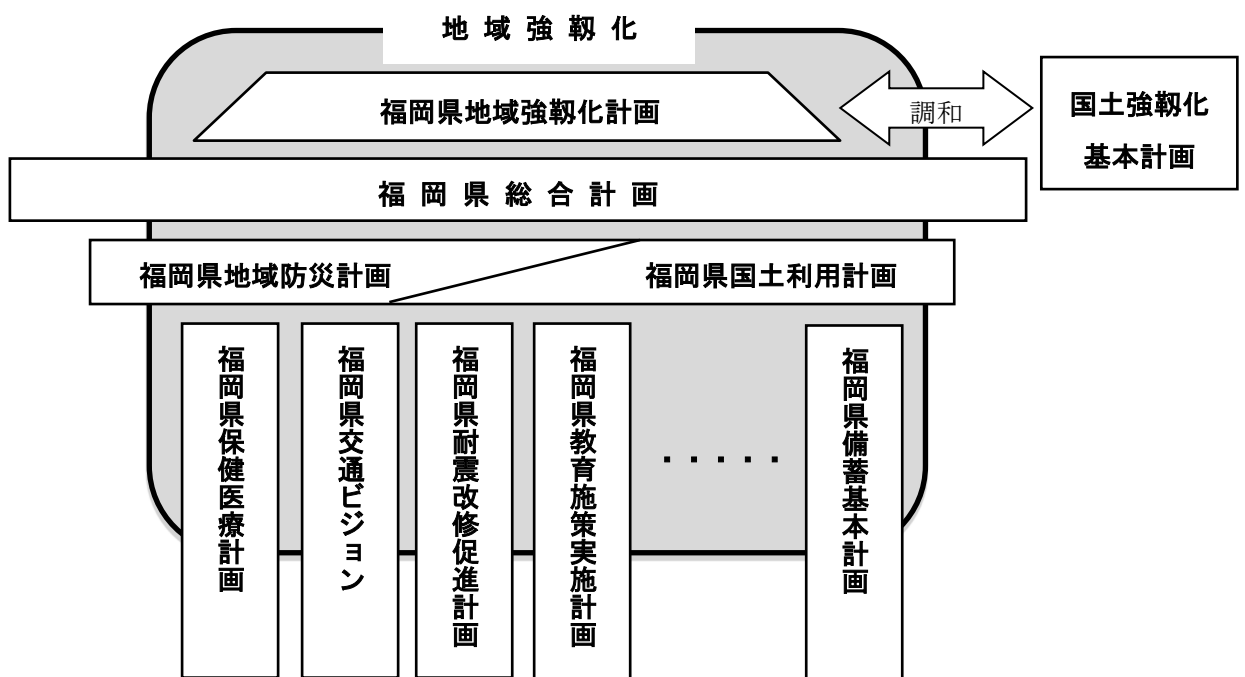 地域強靱化
福岡県地域強靱化計画
調和
国土強靱化
基本計画
福岡県総合計画
福岡県地域防災計画
福岡県国土利用計画
福岡県保健医療計画
福岡県交通ビジョン
福岡県耐震改修促進計画
福岡県教育施策実施計画
・・・・・
福岡県備蓄基本計画